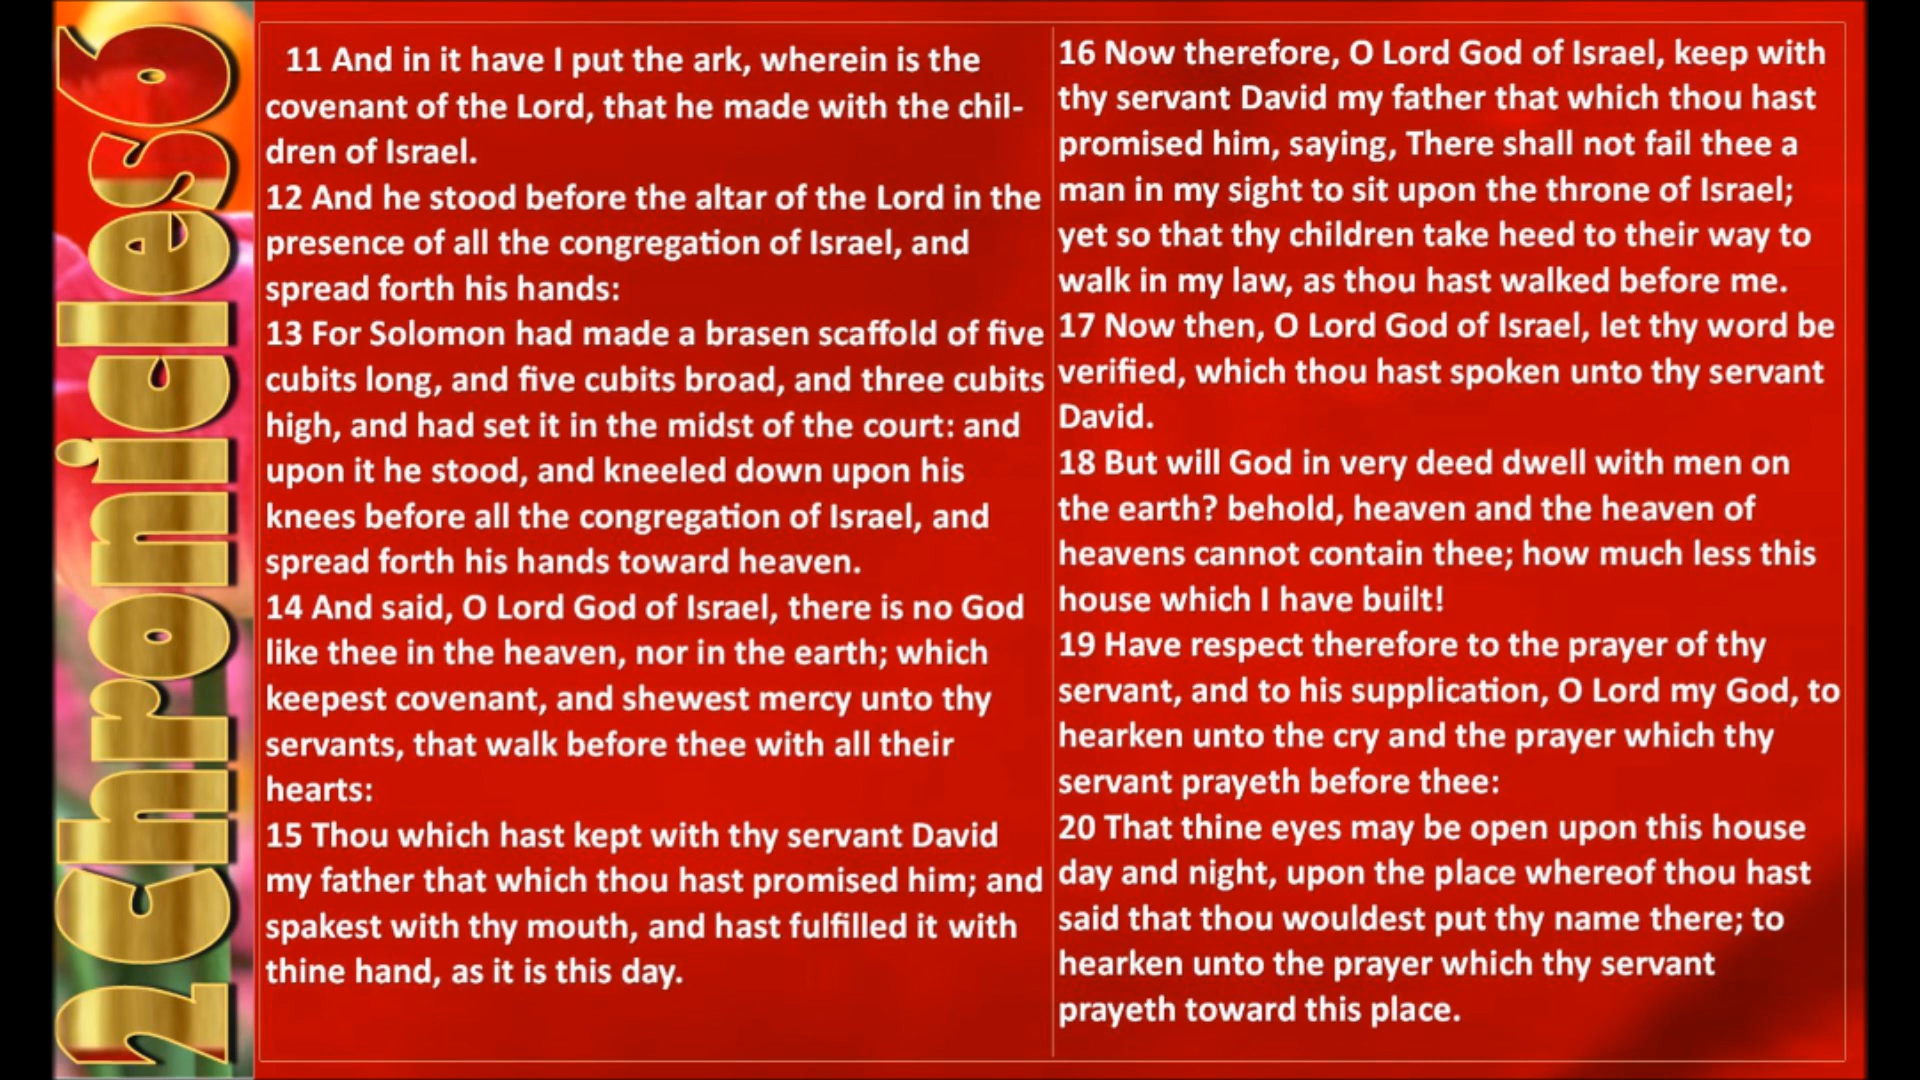 2 chronicles6
11 And in it have I put the ark, wherein is the
covenant of the Lord, that he made with the chil-
dren of Israel.
12 And he stood before the altar of the Lord in the
presence of all the congregation of Israel, and
spread forth his hands:
13 For Solomon had made a brasen scaffold of five
cubits long, and five cubits broad, and three cubits
high, and had set it in the midst of the court: and
upon it he stood, and kneeled down upon his
knees before all the congregation of Israel, and
spread forth his hands toward heaven.
14 And said, O Lord God of Israel, there is no God
like thee in the heaven, nor in the earth; which
keepest covenant, and shewest mercy unto thy
servants, that walk before thee with all their
hearts:
15 Thou which hast kept with thy servant David
my father that which thou hast promised him; and
spakest with thy mouth, and hast fulfilled it with
thine hand, as it is this day.
16 Now therefore, O Lord God of Israel, keep with
thy servant David my father that which thou hast
promised him, saying, There shall not fail thee a
man in my sight to sit upon the throne of Israel;
yet so that thy children take heed to their way to
walk in my law, as thou hast walked before me.
17 Now then, O Lord God of Israel, let thy word be
verified, which thou hast spoken unto thy servant
David.
18 But will God in very deed dwell with men on
the earth? behold, heaven and the heaven of
heavens cannot contain thee; how much less this
house which I have built!
19 Have respect therefore to the prayer of thy
servant, and to his supplication, O Lord my God, to
hearken unto the cry and the prayer which thy
servant prayeth before thee:
20 That thine eyes may be open upon this house
day and night, upon the place whereof thou hast
said that thou wouldest put thy name there; to
hearken unto the prayer which thy servant
prayeth toward this place.